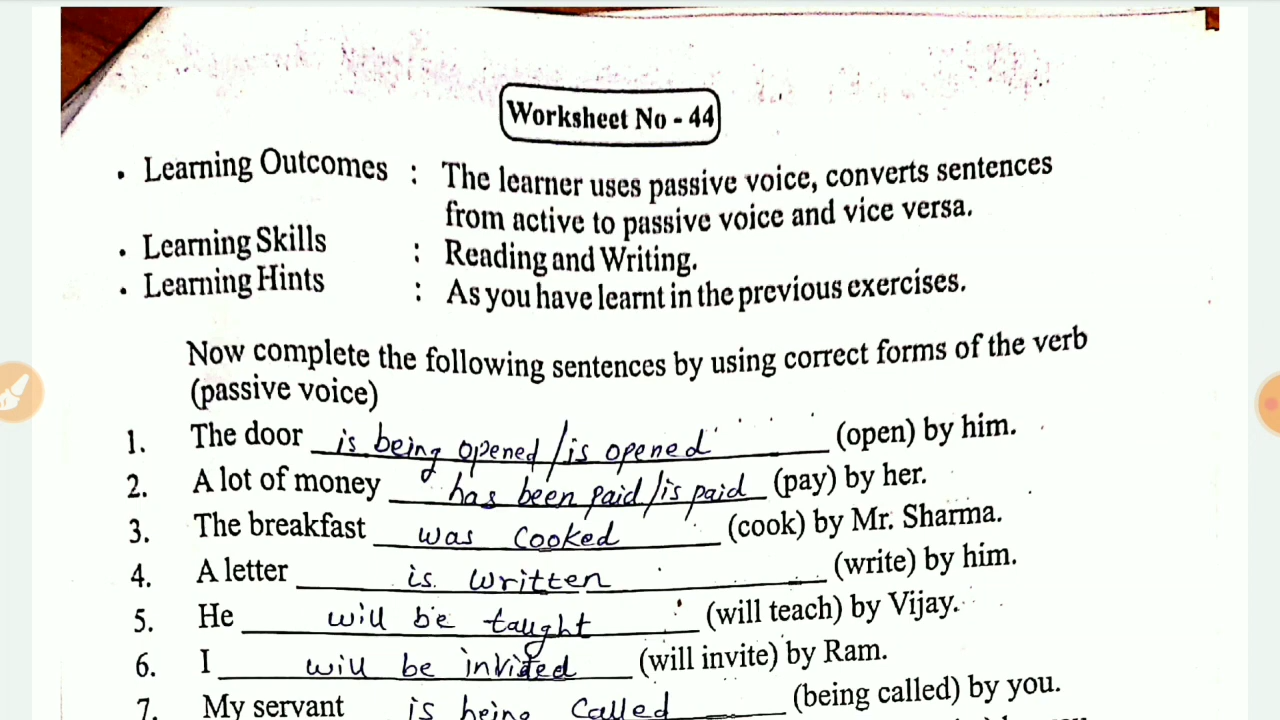 Worksheet No - 44
• Learning Outcomes : The learner uses passive voice, converts sentences
from active to passive voice and vice versa.
• Learning Skills : Reading and Writing.
• Learning Hints : As you have learnt in the previous exercises.
Now complete the following sentences by using correct forms of the verb
(passive voice)
1. The door is being opened/is opened (open) by him.
2. A lot of money has been paid/is paid (pay) by her.
3. The breakfast was cooked (cook) by Mr. Sharma.
4. A letter is written (write) by him.
5. He will be taught (will teach) by Vijay.
6. I will be invited (will invite) by Ram.
7. My servant is being called (being called) by you.